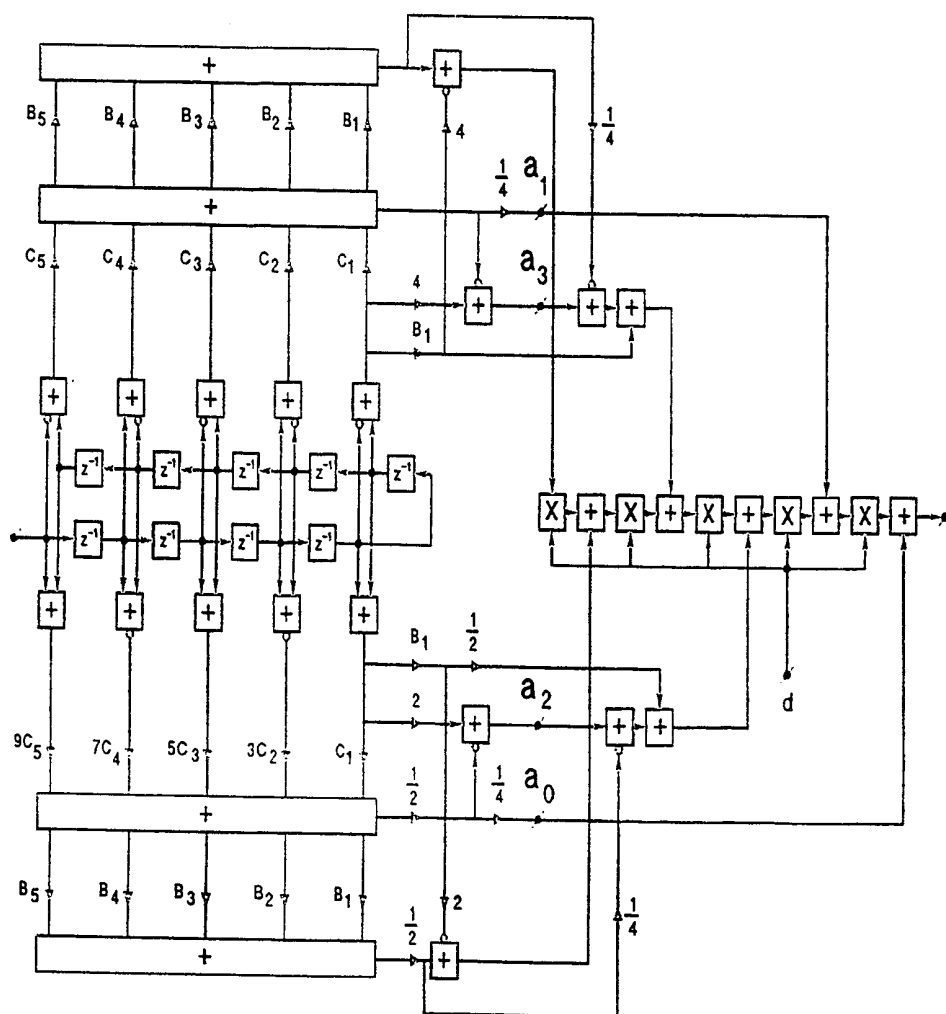 +
+
B₅ B₄ B₃ B₂ B₁ 4 1/4
+ 1/4 a₁
C₅ C₄ C₃ C₂ C₁ 4 + a₃ + +
B₁
+ + + + +
z⁻¹ z⁻¹ z⁻¹ z⁻¹ z⁻¹
X + X + X + X + X +
z⁻¹ z⁻¹ z⁻¹ z⁻¹
+ + + + +
B₁ 1/2
d
2 + a₂ + +
9C₅ 7C₄ 5C₃ 3C₂ C₁
1/2 1/4 a₀
+
B₅ B₄ B₃ B₂ B₁ 2 1/4
1/2
+ +